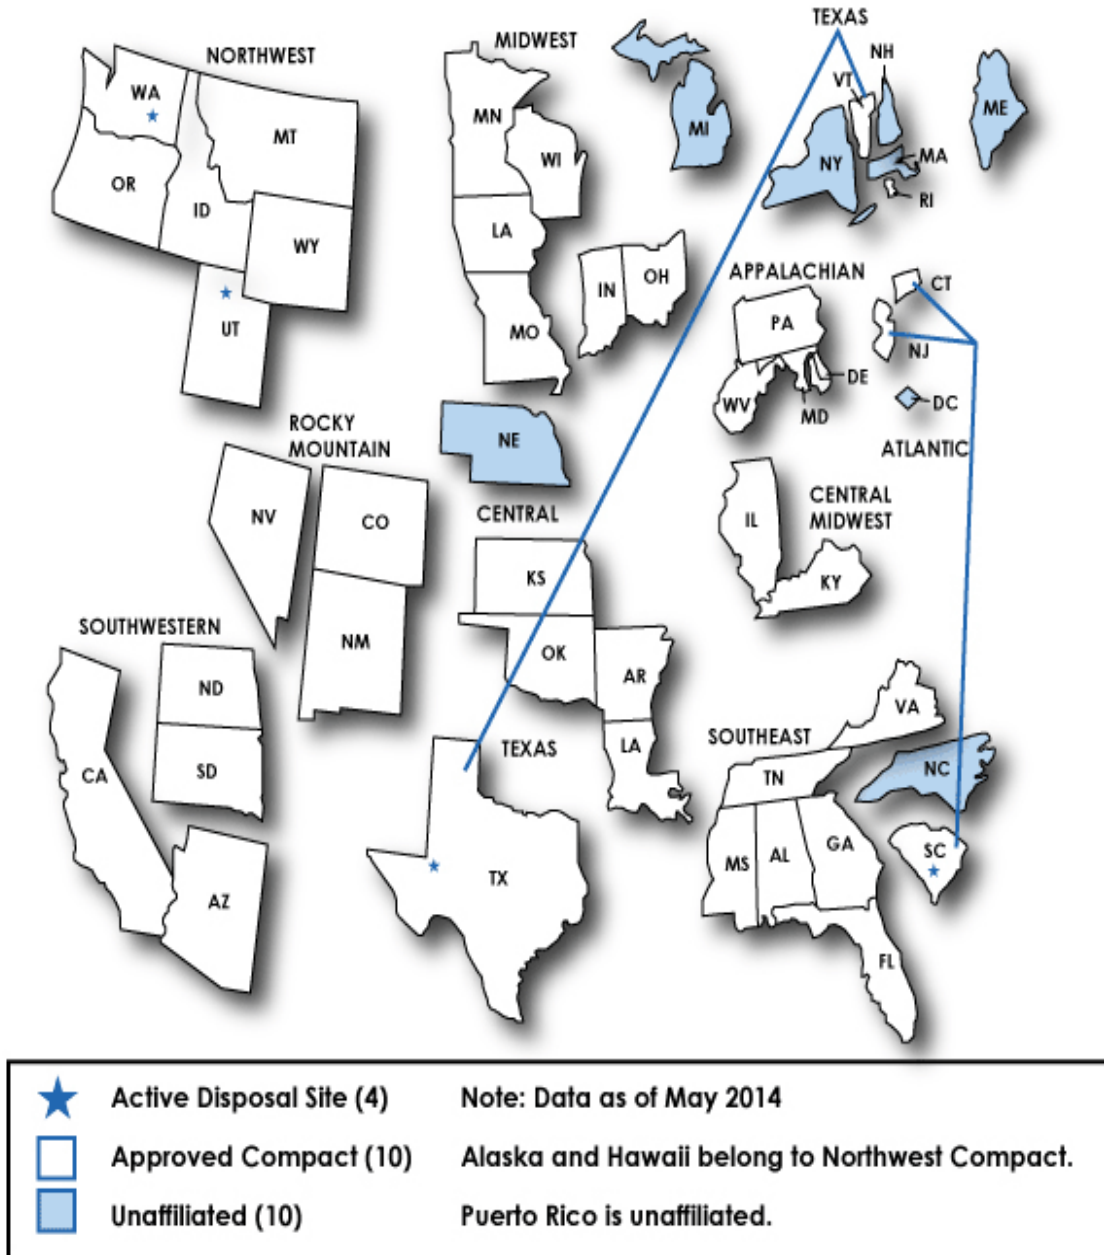 TEXAS
NORTHWEST
MIDWEST
NH
VT
WA
MT
MN
WI
MI
NY
MA
ME
OR
ID
RI
WY
LA
IN
OH
APPALACHIAN
CT
UT
MO
PA
NJ
DE
WV
MD
DC
ROCKY
MOUNTAIN
NE
ATLANTIC
NV
CO
CENTRAL
IL
CENTRAL
MIDWEST
KS
KY
SOUTHWESTERN
NM
OK
AR
ND
VA
TEXAS
LA
SOUTHEAST
CA
SD
TN
NC
AZ
TX
MS
AL
GA
SC
FL
Active Disposal Site (4)
Note: Data as of May 2014
Approved Compact (10)
Alaska and Hawaii belong to Northwest Compact.
Unaffiliated (10)
Puerto Rico is unaffiliated.